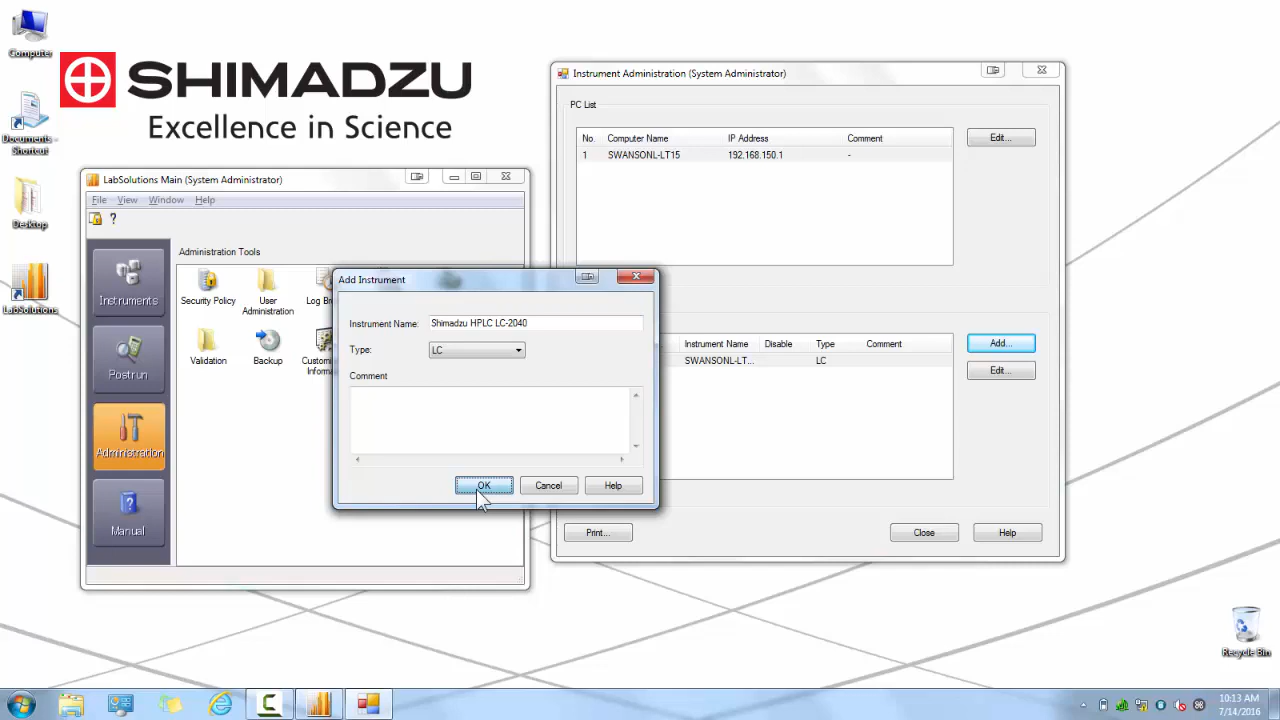 Computer
Documents -
Shortcut
Desktop
LabSolutions
SHIMADZU
Excellence in Science
LabSolutions Main (System Administrator)
File View Window Help
?
Instruments
Postrun
Administration
Manual
Administration Tools
Security Policy
User
Administration
Validation
Backup
Add Instrument
Instrument Name: Shimadzu HPLC LC-2040
Type: LC
Comment
OK Cancel Help
Instrument Administration (System Administrator)
PC List
No. Computer Name IP Address Comment
1 SWANSONL-LT15 192.168.150.1 -
Edit...
Instrument Name Disable Type Comment
SWANSONL-LT... LC
Add...
Edit...
Print...
Close Help
Recycle Bin
10:13 AM
7/14/2016